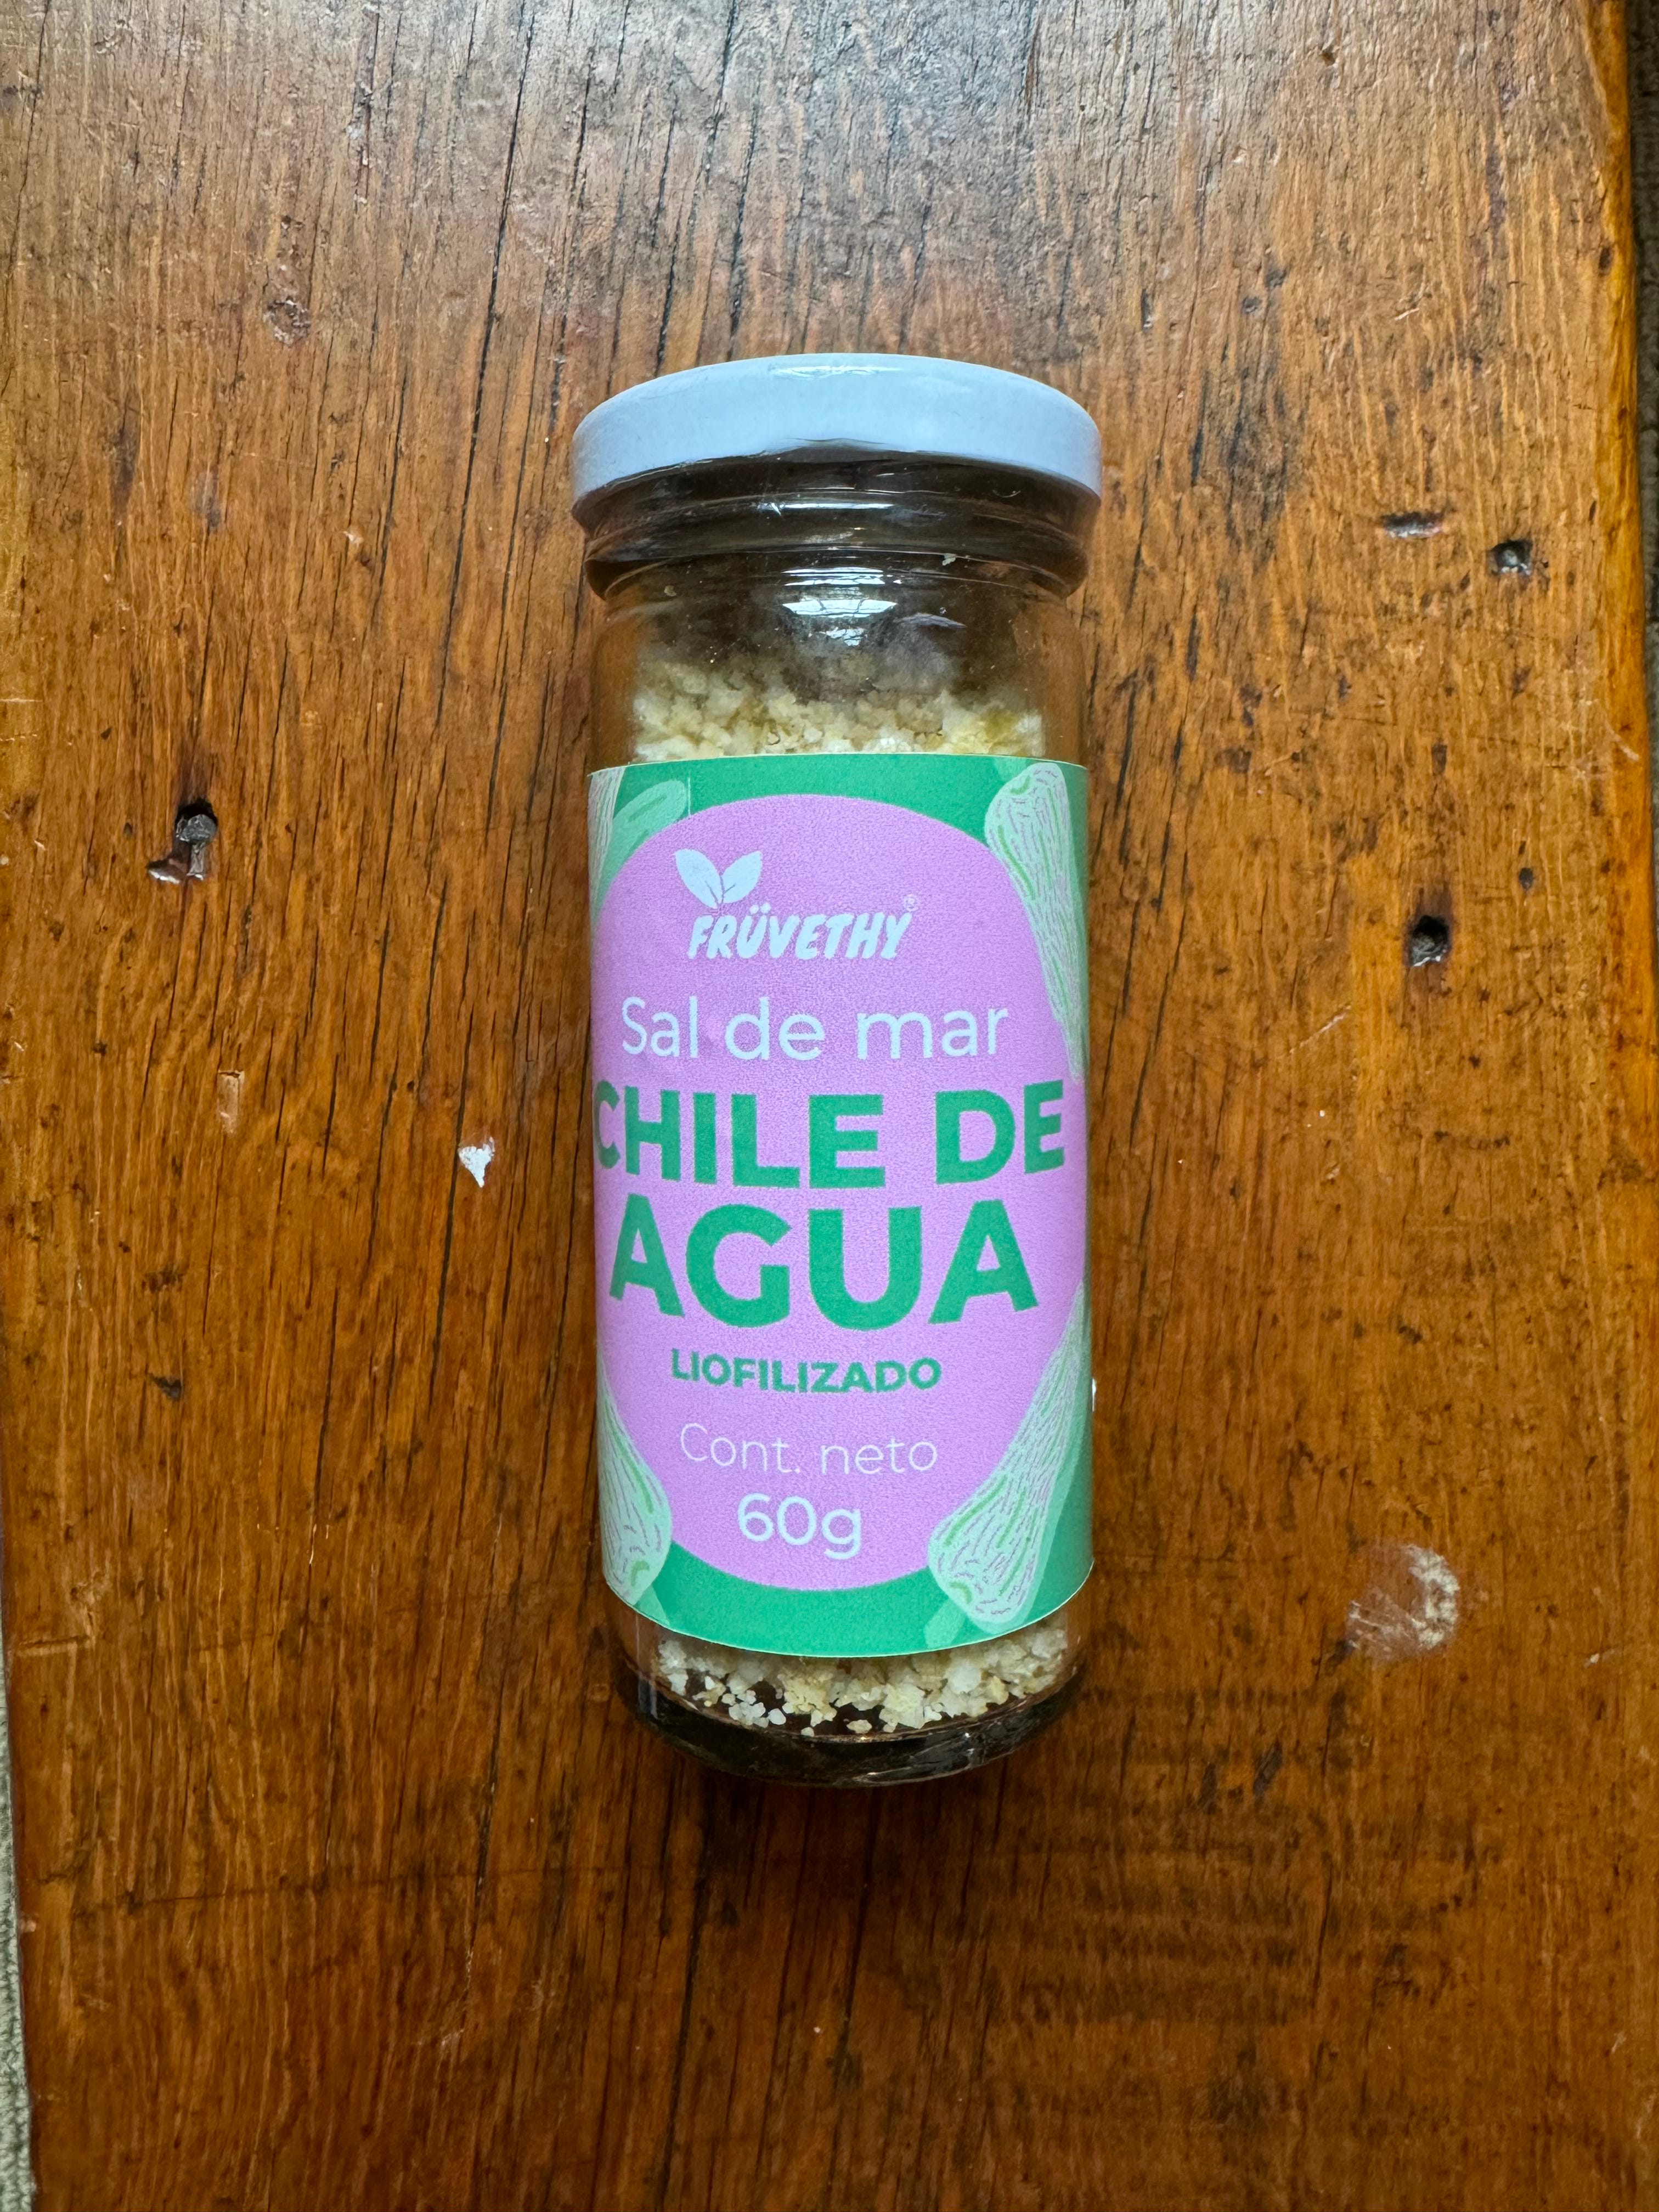 FRÜVETHY®
Sal de mar
CHILE DE
AGUA
LIOFILIZADO
Cont. neto
60g